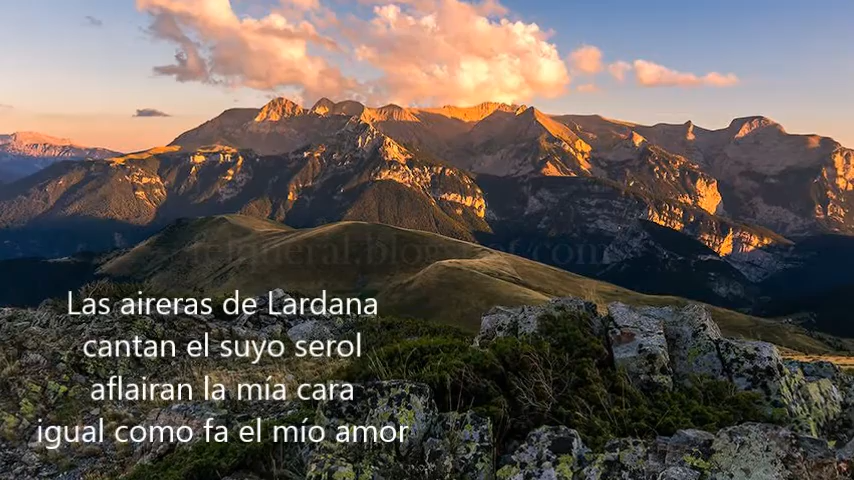 Las aireras de Lardana
cantan el suyo serol
aflairan la mía cara
igual como fa el mío amor